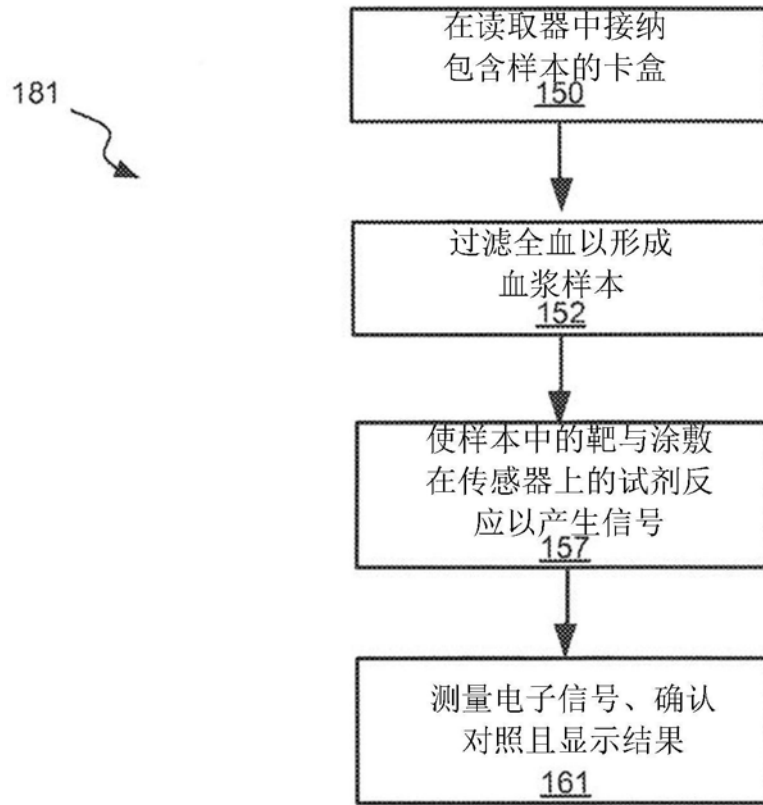 在读取器中接纳
包含样本的卡盒
150
181
过滤全血以形成
血浆样本
152
使样本中的靶与涂敷
在传感器上的试剂反
应以产生信号
157
测量电子信号、确认
对照且显示结果
161